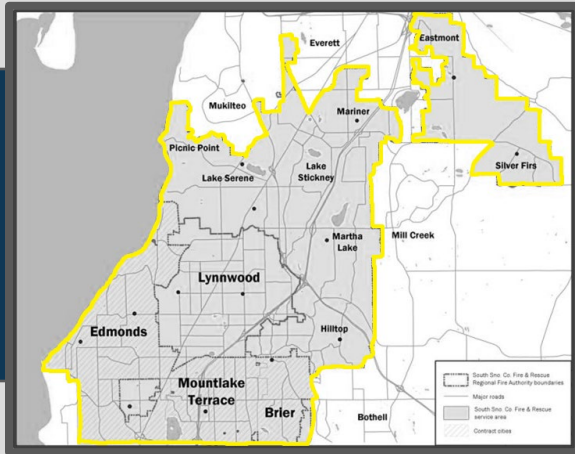 Everett
Eastmont
Mukilteo
Mariner
Picnic Point
Lake
Stickney
Silver Firs
Lake Serene
Martha
Lake
Mill Creek
Lynnwood
Edmonds
Hilltop
Mountlake
Terrace
Brier
Bothell
South Sno. Co. Fire & Rescue
Regional Fire Authority boundaries
Major roads
South Sno. Co. Fire & Rescue
service area
Contract cities